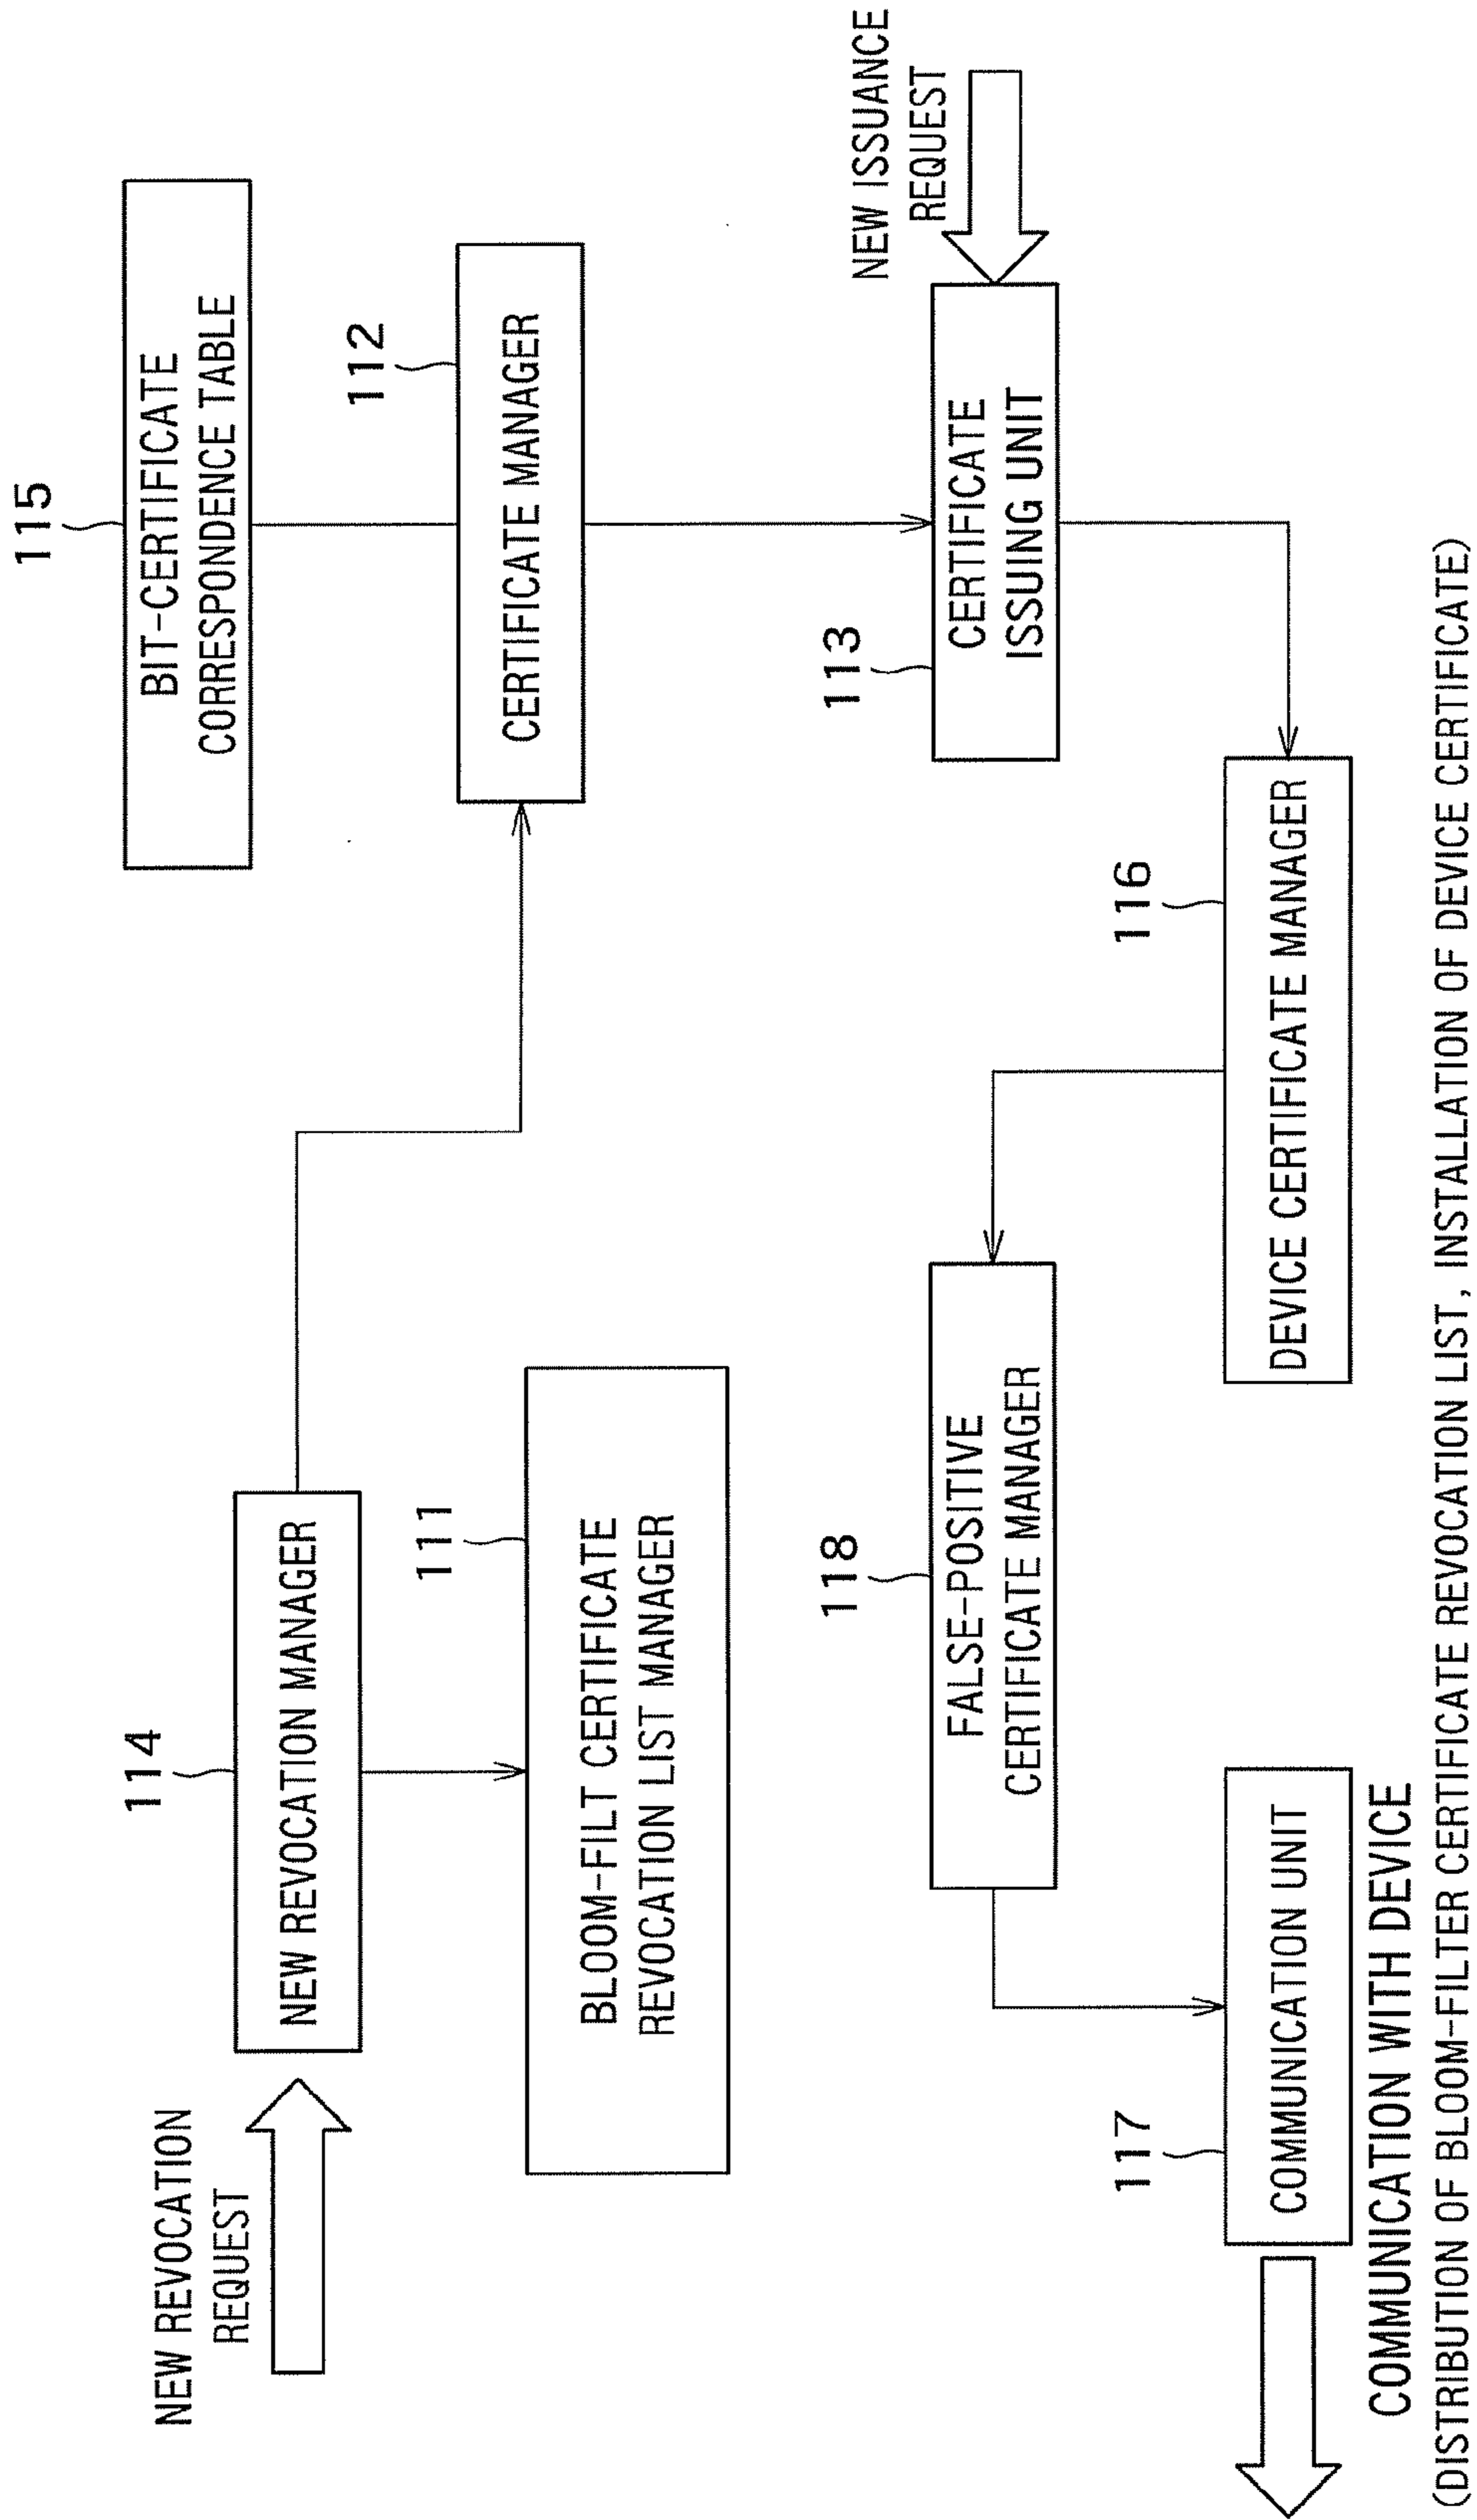 NEW REVOCATION
REQUEST
114
NEW REVOCATION MANAGER
111
BLOOM-FILT CERTIFICATE
REVOCATION LIST MANAGER
115
BIT-CERTIFICATE
CORRESPONDENCE TABLE
112
CERTIFICATE MANAGER
NEW ISSUANCE
REQUEST
113
CERTIFICATE
ISSUING UNIT
118
FALSE-POSITIVE
CERTIFICATE MANAGER
116
DEVICE CERTIFICATE MANAGER
117
COMMUNICATION UNIT
COMMUNICATION WITH DEVICE
(DISTRIBUTION OF BLOOM-FILTER CERTIFICATE REVOCATION LIST, INSTALLATION OF DEVICE CERTIFICATE)